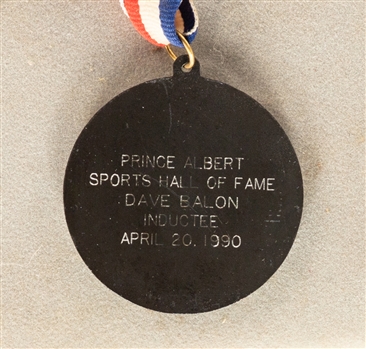 PRINCE ALBERT
SPORTS HALL OF FAME
DAVE BALON
INDUCTEE
APRIL 20, 1990